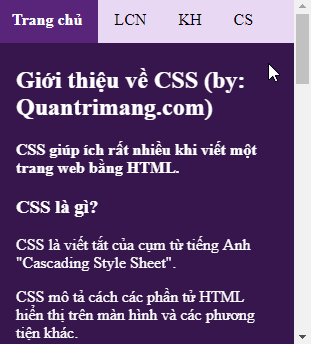 Trang chủ LCN KH CS
Giới thiệu về CSS (by:
Quantrimang.com)
CSS giúp ích rất nhiều khi viết một
trang web bằng HTML.
CSS là gì?
CSS là viết tắt của cụm từ tiếng Anh
"Cascading Style Sheet".
CSS mô tả cách các phần tử HTML
hiển thị trên màn hình và các phương
tiện khác.